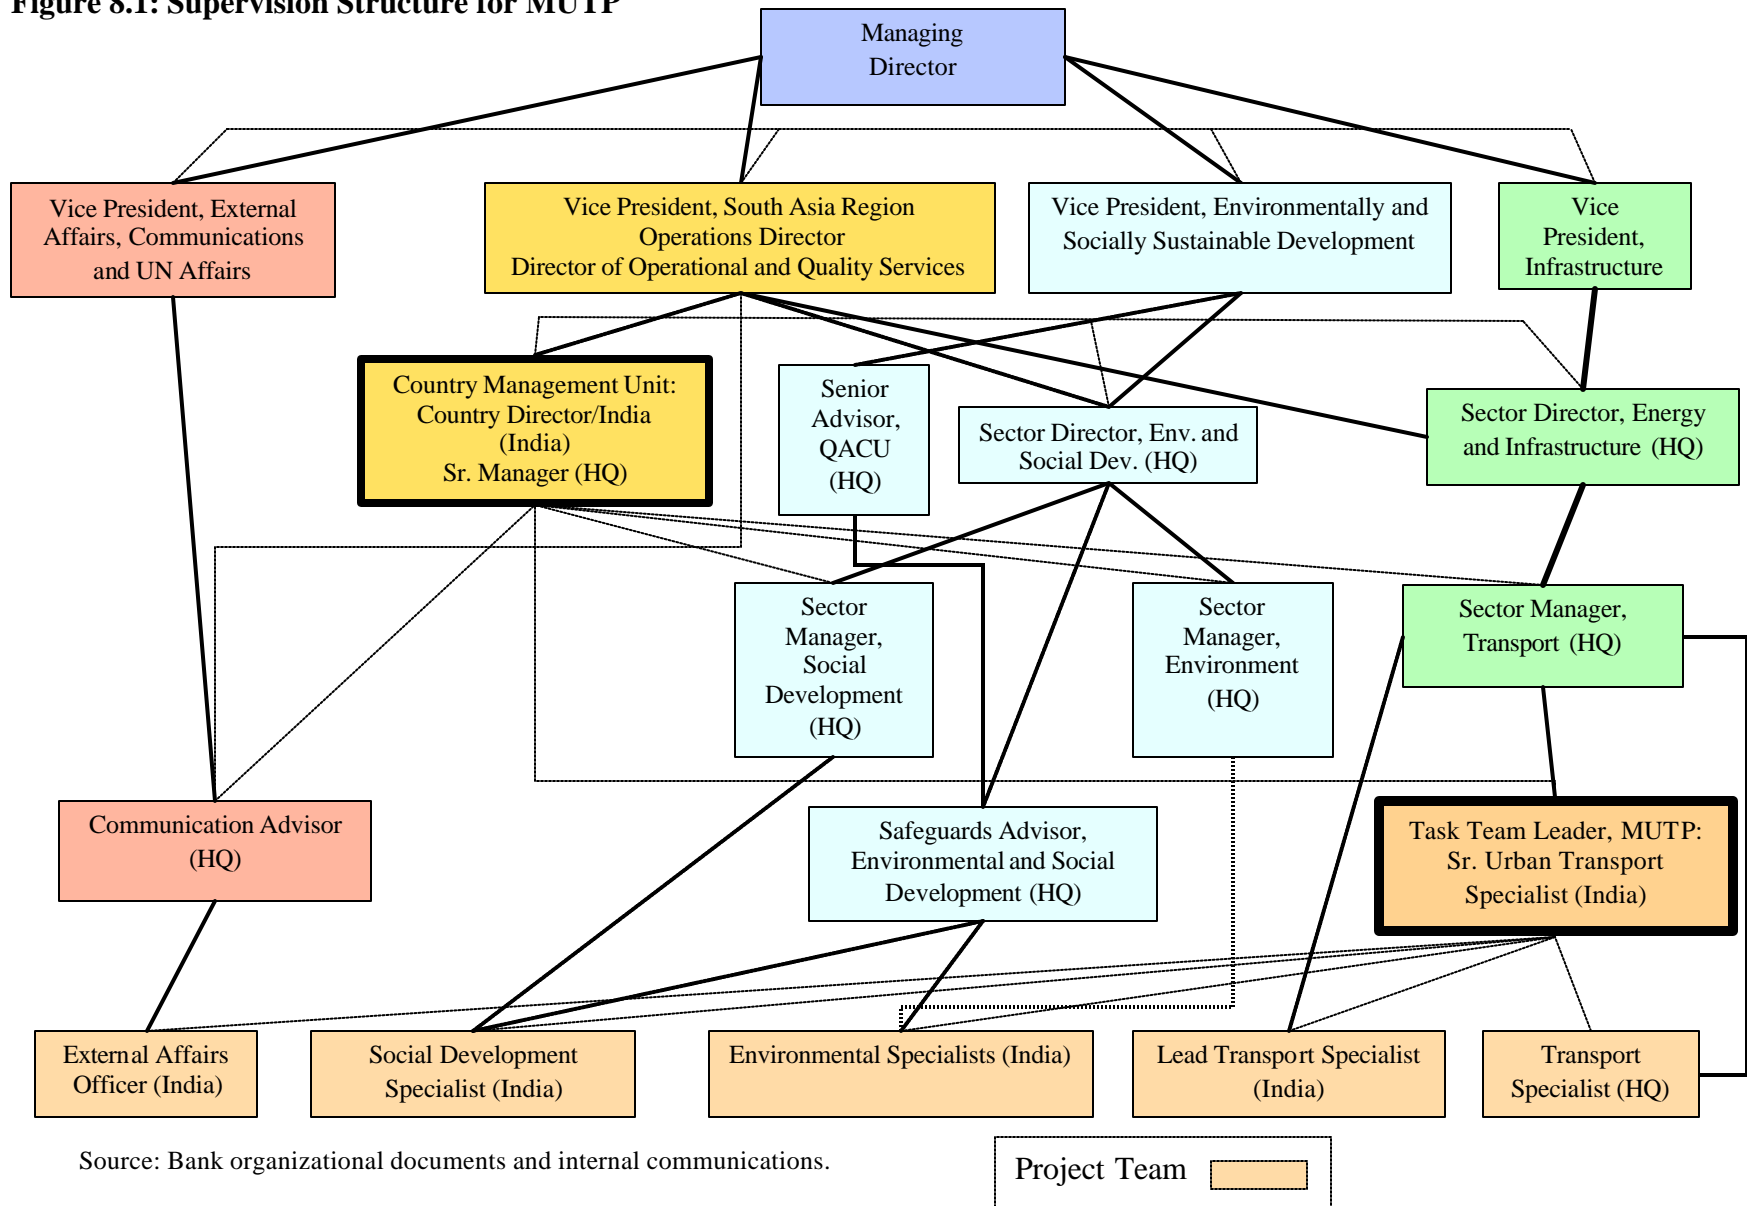 Figure 8.1: Supervision Structure for MUTP
Managing
Director
Vice President, External
Affairs, Communications
and UN Affairs
Vice President, South Asia Region
Operations Director
Director of Operational and Quality Services
Vice President, Environmentally and
Socially Sustainable Development
Vice
President,
Infrastructure
Country Management Unit:
Country Director/India
(India)
Sr. Manager (HQ)
Senior
Advisor,
QACU
(HQ)
Sector Director, Env. and
Social Dev. (HQ)
Sector Director, Energy
and Infrastructure (HQ)
Sector
Manager,
Social
Development
(HQ)
Sector
Manager,
Environment
(HQ)
Sector Manager,
Transport (HQ)
Communication Advisor
(HQ)
Safeguards Advisor,
Environmental and Social
Development (HQ)
Task Team Leader, MUTP:
Sr. Urban Transport
Specialist (India)
External Affairs
Officer (India)
Social Development
Specialist (India)
Environmental Specialists (India)
Lead Transport Specialist
(India)
Transport
Specialist (HQ)
Source: Bank organizational documents and internal communications.
Project Team